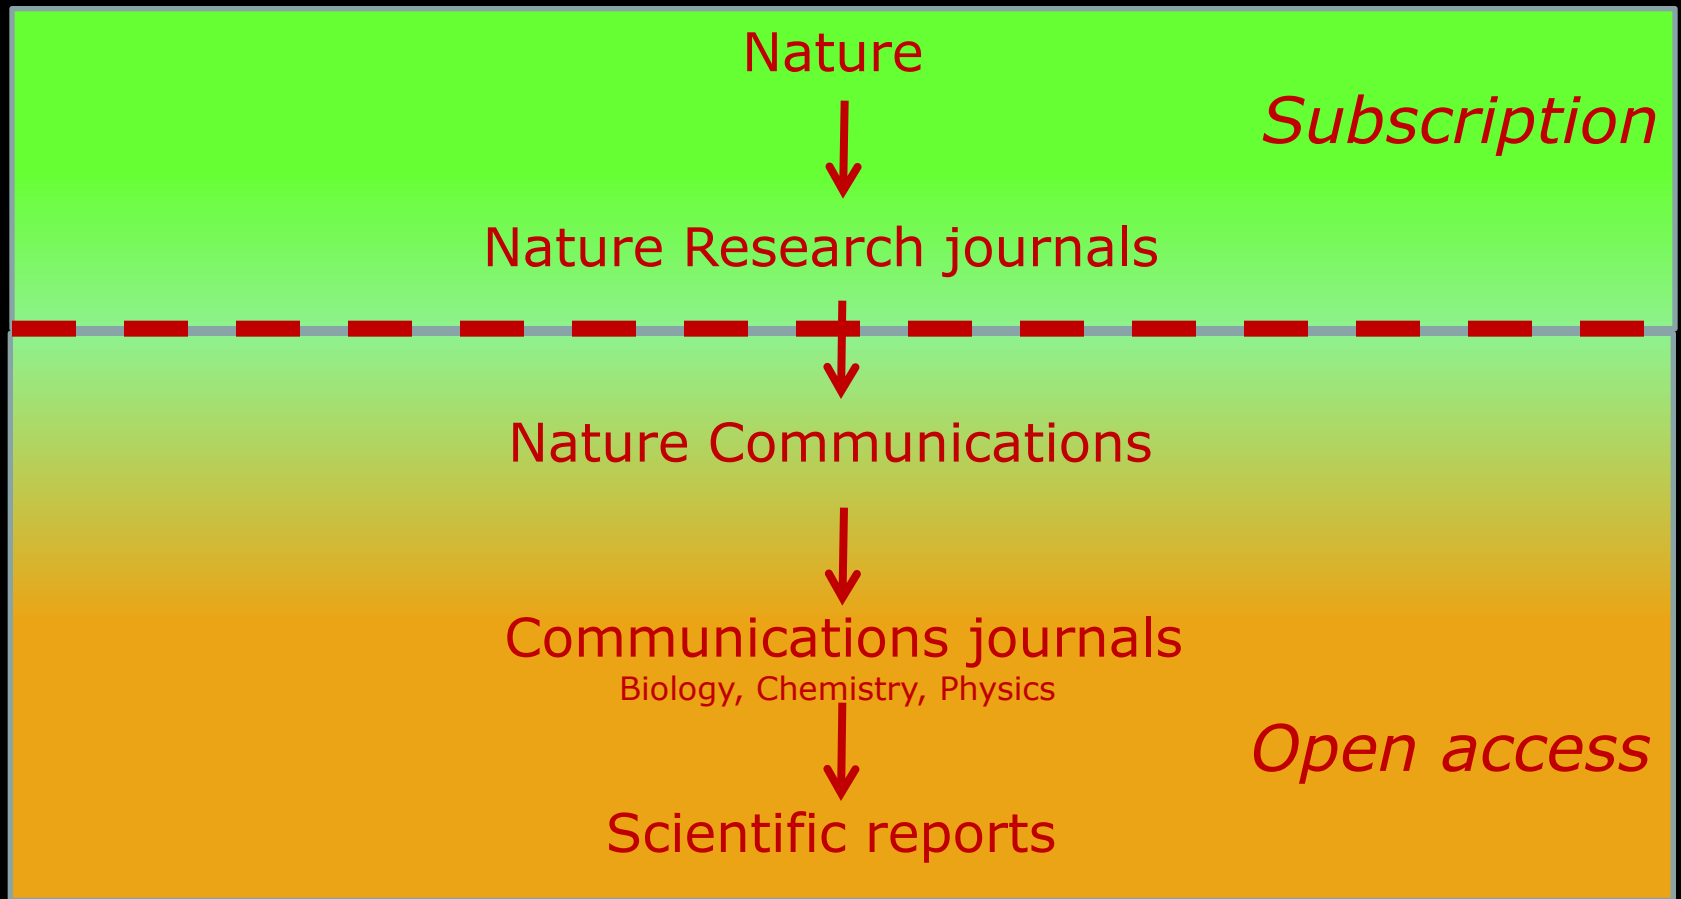 Nature
Subscription
Nature Research journals
Nature Communications
Communications journals
Biology, Chemistry, Physics
Open access
Scientific reports